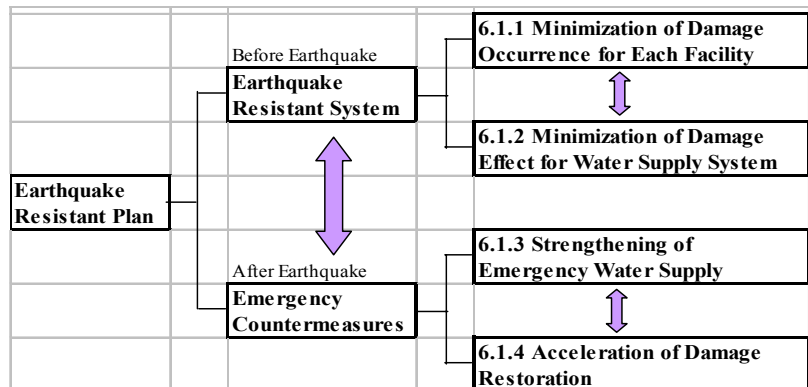 6.1.1 Minimization of Damage
Occurrence for Each Facility
Before Earthquake
Earthquake
Resistant System
6.1.2 Minimization of Damage
Effect for Water Supply System
Earthquake
Resistant Plan
6.1.3 Strengthening of
Emergency Water Supply
After Earthquake
Emergency
Countermeasures
6.1.4 Acceleration of Damage
Restoration